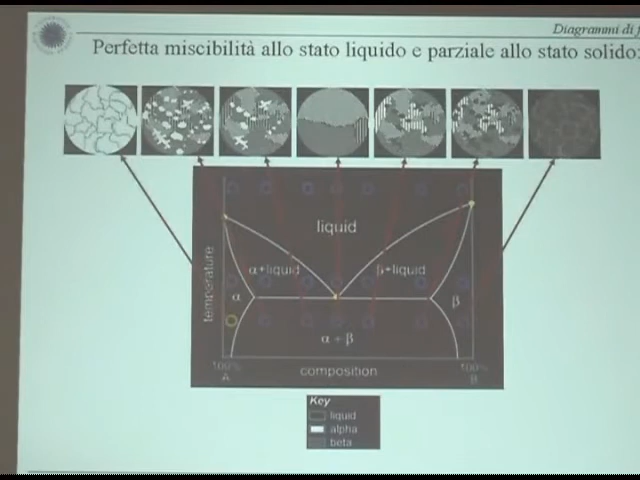 Diagrammi di f
Perfetta miscibilità allo stato liquido e parziale allo stato solido:
liquid
α+liquid
β+liquid
temperature
α
β
α + β
100%
A
composition
100%
B
Key
liquid
alpha
beta